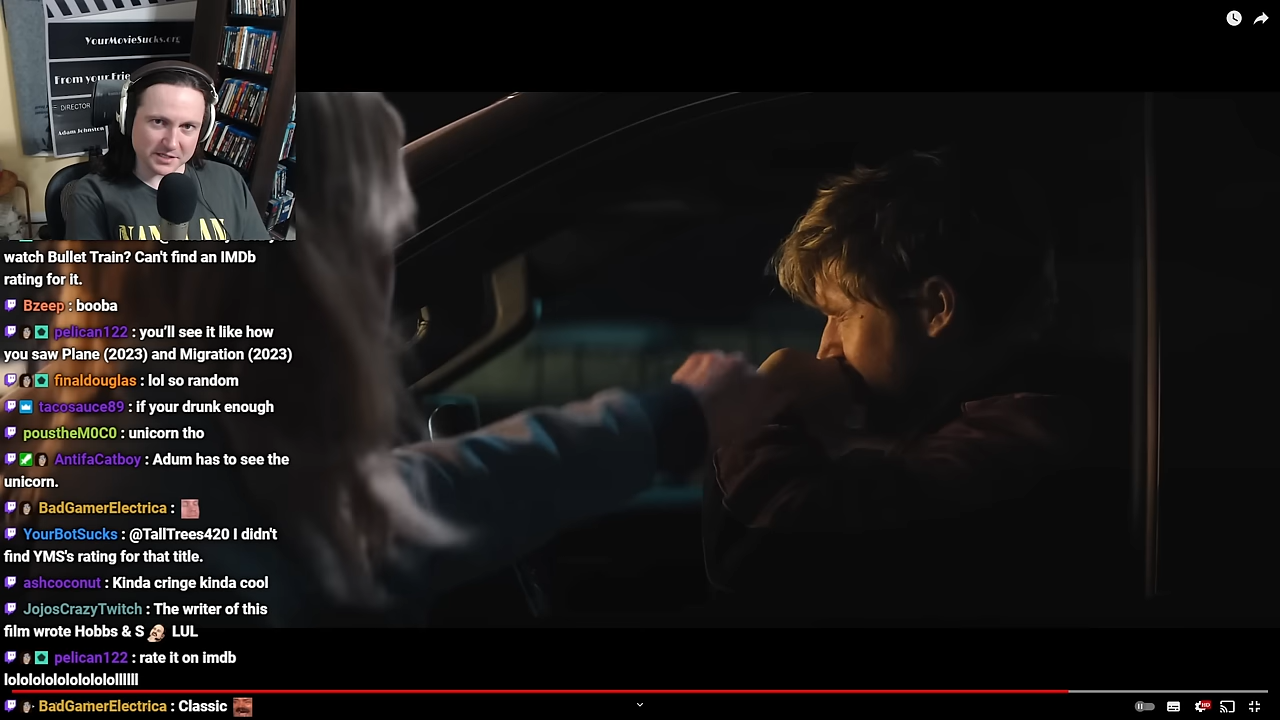 YourMovieSucks.org
From your Frie
DIRECTOR
Adam Johnston
watch Bullet Train? Can't find an IMDb
rating for it.
Bzeep : booba
pelican122 : you'll see it like how
you saw Plane (2023) and Migration (2023)
finaldouglas : lol so random
tacosauce89 : if your drunk enough
poustheM0C0 : unicorn tho
AntifaCatboy : Adum has to see the
unicorn.
BadGamerElectrica :
YourBotSucks : @TallTrees420 I didn't
find YMS's rating for that title.
ashcoconut : Kinda cringe kinda cool
JojosCrazyTwitch : The writer of this
film wrote Hobbs & S LUL
pelican122 : rate it on imdb
lolololololololololllllll
BadGamerElectrica : Classic
HD